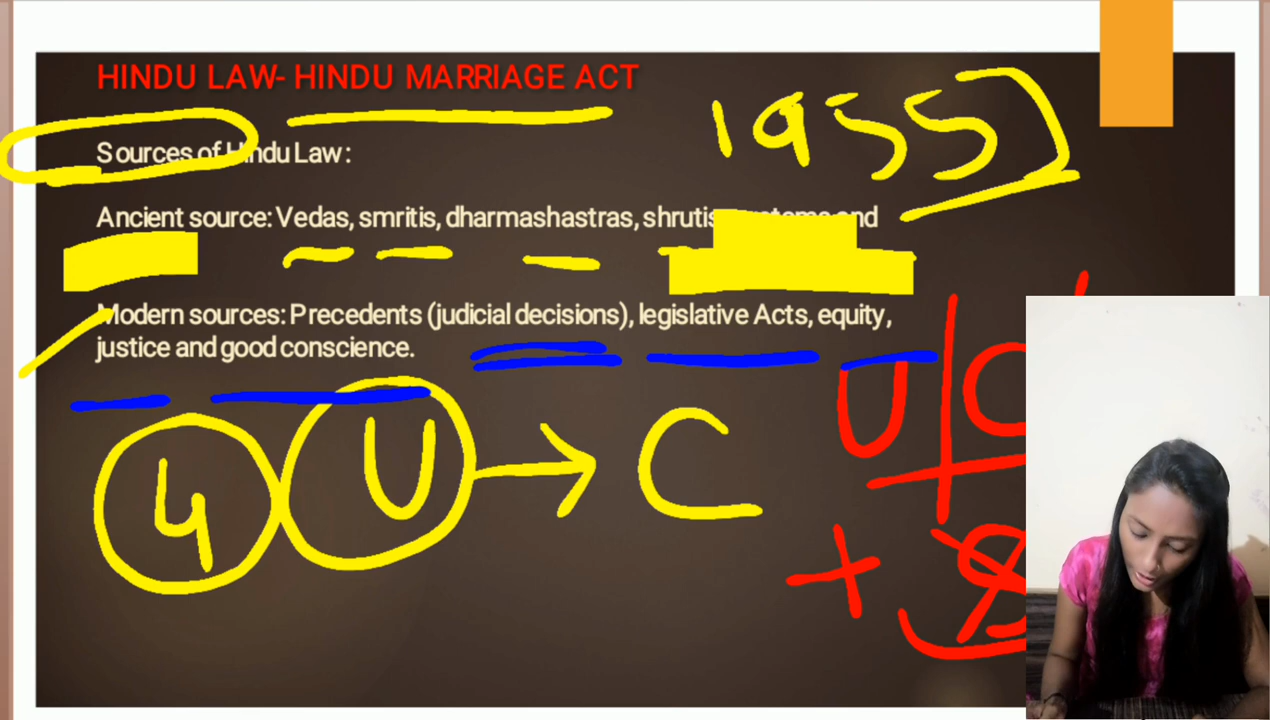 HINDU LAW- HINDU MARRIAGE ACT
1955
Sources of Hindu Law:
Ancient source: Vedas, smritis, dharmashastras, shrutis and
Modern sources: Precedents (judicial decisions), legislative Acts, equity,
justice and good conscience.
4 U → C
U
+